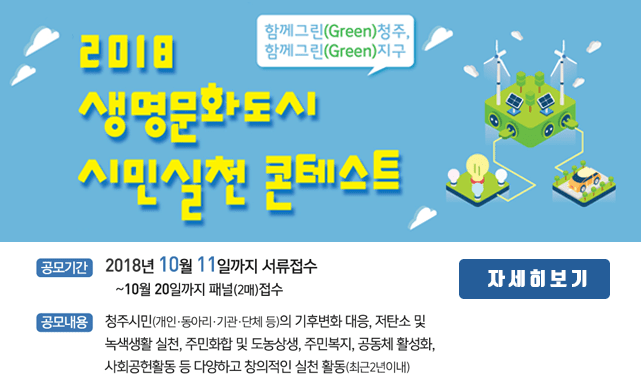 함께그린(Green)청주,
함께그린(Green)지구
2018
생명문화도시
시민실천 콘테스트
공모기간 2018년 10월 11일까지 서류접수
~10월 20일까지 패널(2매)접수
자세히보기
공모내용 청주시민(개인·동아리·기관·단체 등)의 기후변화 대응, 저탄소 및
녹색생활 실천, 주민화합 및 도농상생, 주민복지, 공동체 활성화,
사회공헌활동 등 다양하고 창의적인 실천 활동(최근2년이내)